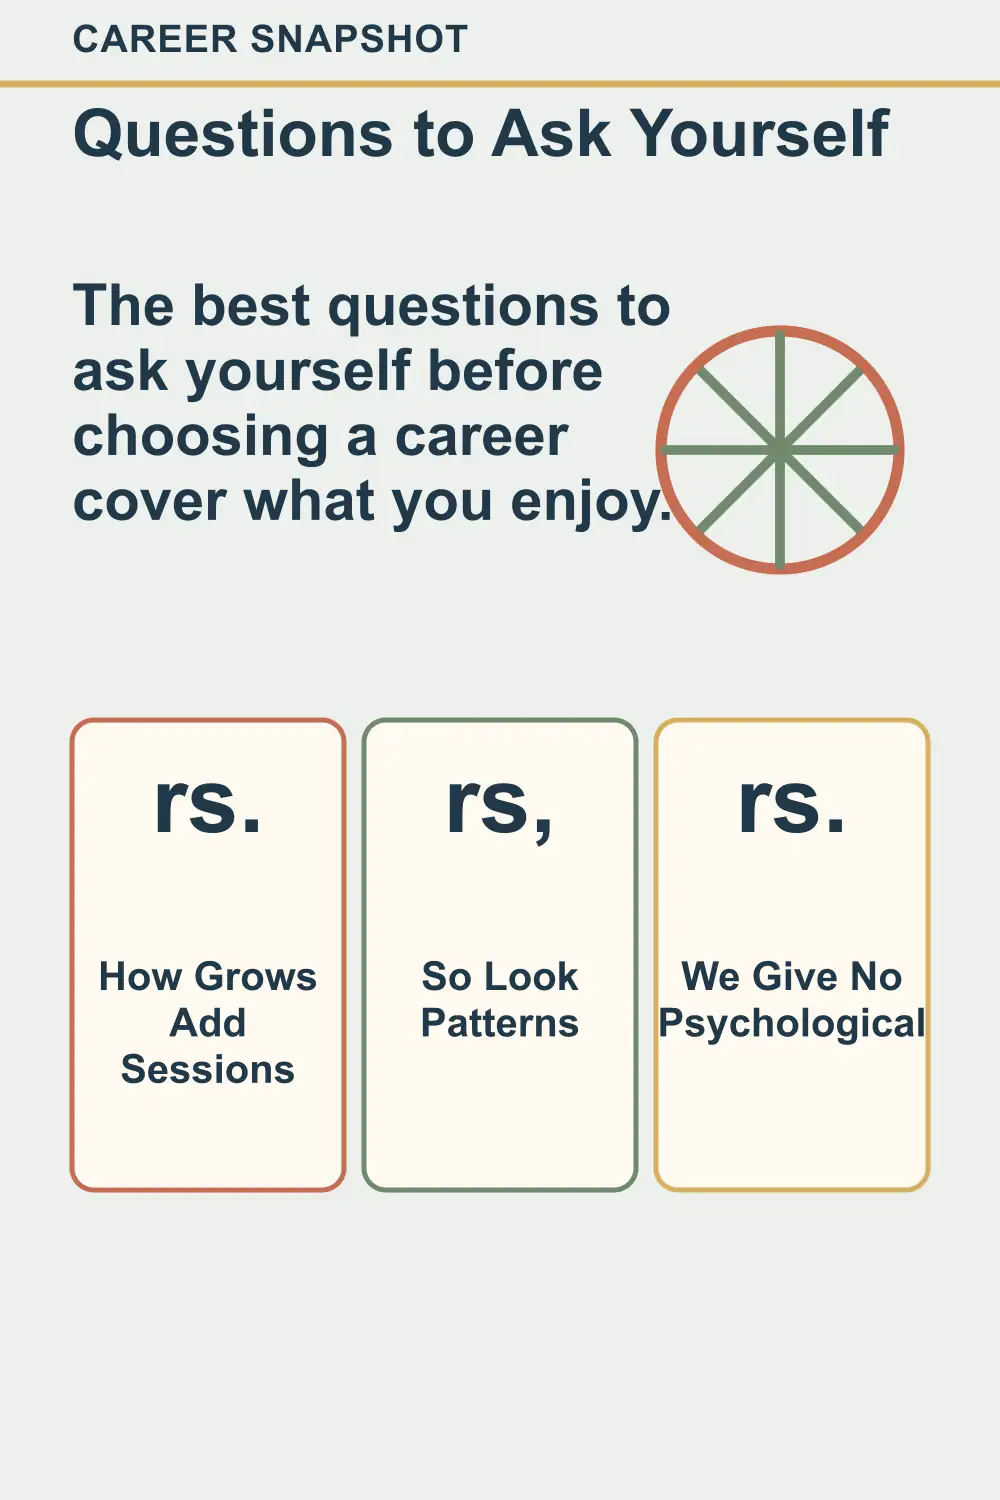 CAREER SNAPSHOT
Questions to Ask Yourself
The best questions to
ask yourself before
choosing a career
cover what you enjoy.
rs.
How Grows
Add
Sessions
rs,
So Look
Patterns
rs.
We Give No
Psychological